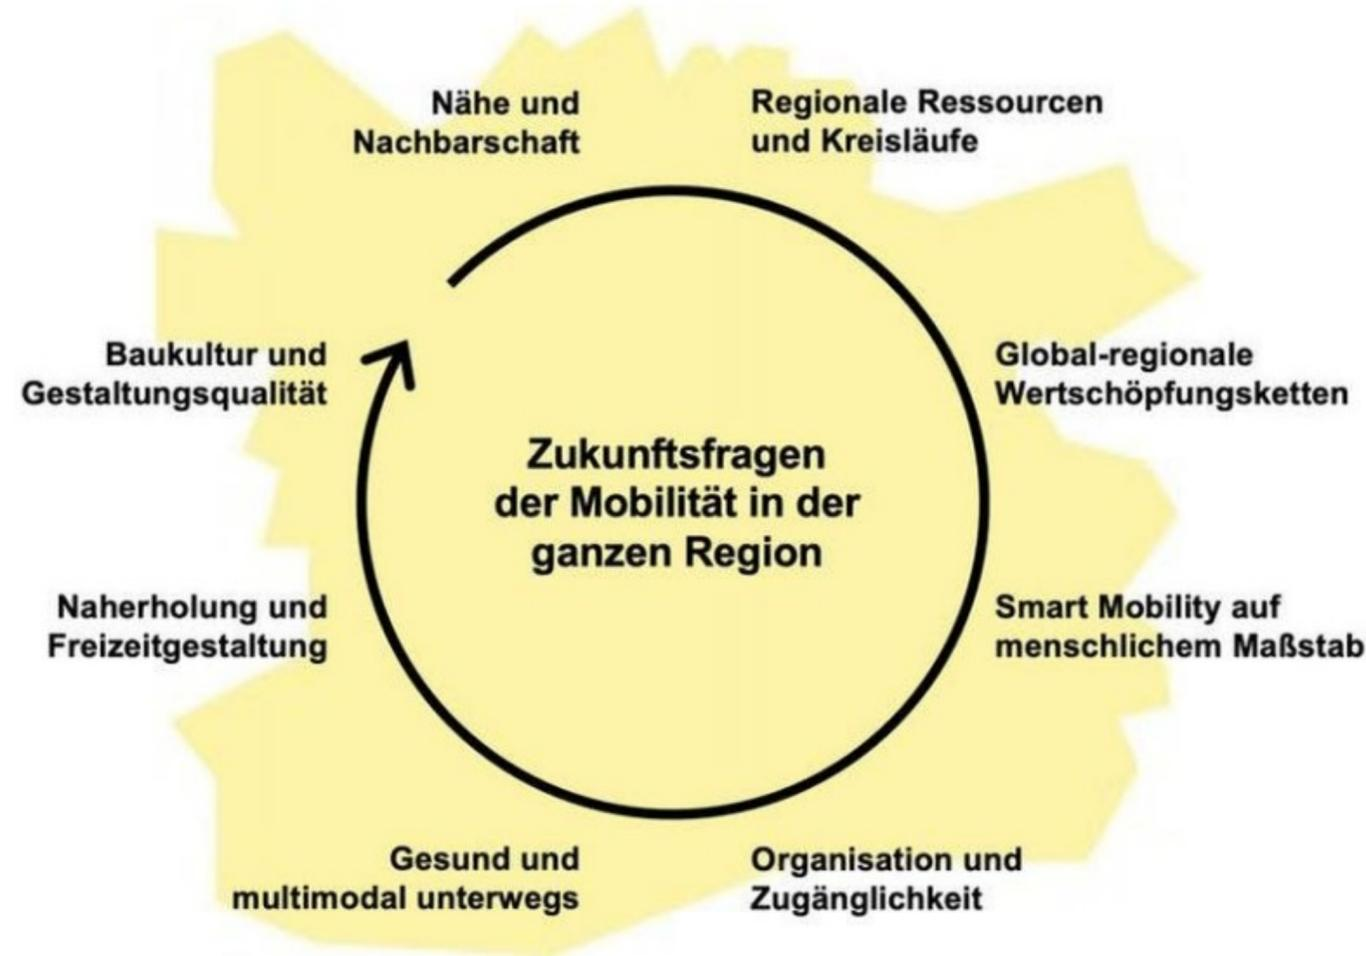 Nähe und
Nachbarschaft
Regionale Ressourcen
und Kreisläufe
Global-regionale
Wertschöpfungsketten
Smart Mobility auf
menschlichem Maßstab
Organisation und
Zugänglichkeit
Gesund und
multimodal unterwegs
Naherholung und
Freizeitgestaltung
Baukultur und
Gestaltungsqualität
Zukunftsfragen
der Mobilität in der
ganzen Region